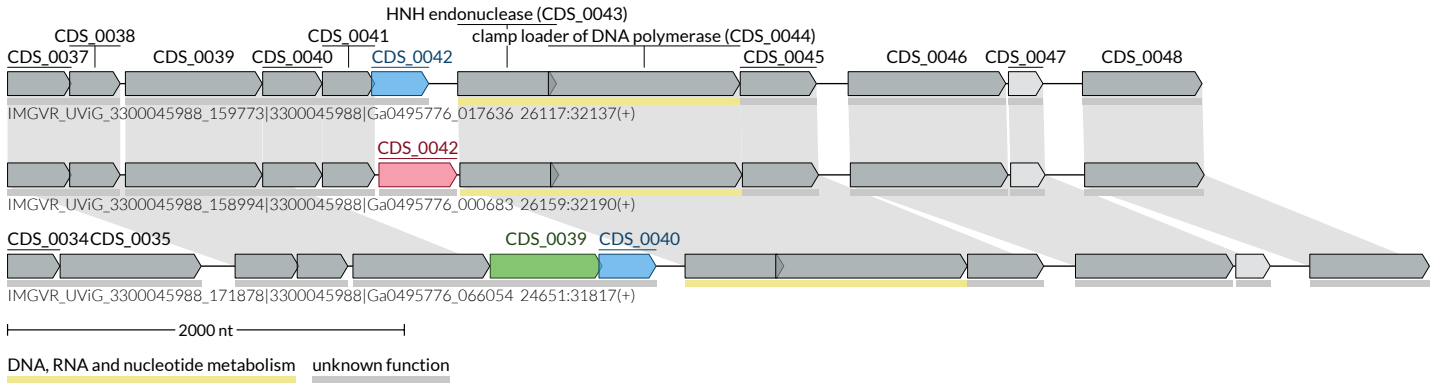 HNH endonuclease (CDS_0043)
CDS_0038 CDS_0041 clamp loader of DNA polymerase (CDS_0044)
CDS_0037 CDS_0039 CDS_0040 CDS_0042 CDS_0045 CDS_0046 CDS_0047 CDS_0048
IMGVR_UViG_3300045988_159773|3300045988|Ga0495776_017636 26117:32137(+)
CDS_0042
IMGVR_UViG_3300045988_158994|3300045988|Ga0495776_000683 26159:32190(+)
CDS_0034 CDS_0035 CDS_0039 CDS_0040
IMGVR_UViG_3300045988_171878|3300045988|Ga0495776_066054 24651:31817(+)
2000 nt
DNA, RNA and nucleotide metabolism unknown function